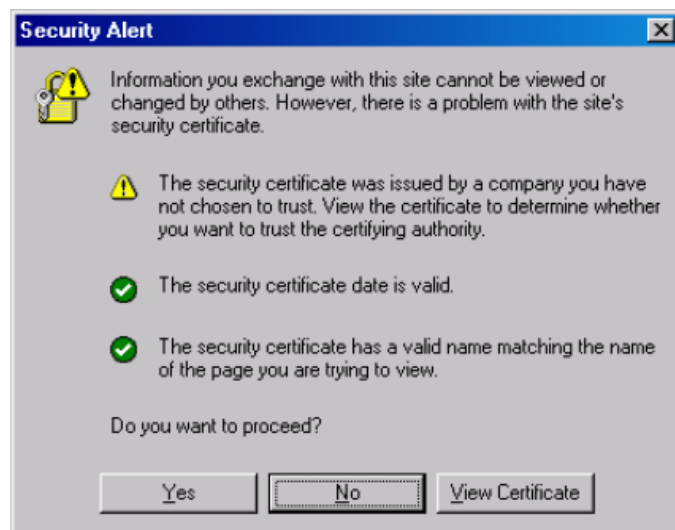 Security Alert
Information you exchange with this site cannot be viewed or
changed by others. However, there is a problem with the site's
security certificate.
The security certificate was issued by a company you have
not chosen to trust. View the certificate to determine whether
you want to trust the certifying authority.
The security certificate date is valid.
The security certificate has a valid name matching the name
of the page you are trying to view.
Do you want to proceed?
Yes No View Certificate